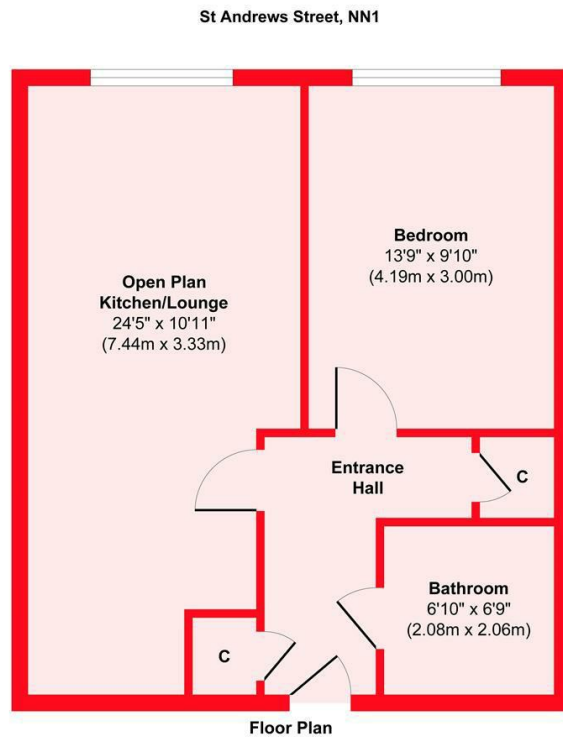 St Andrews Street, NN1
Bedroom
13'9" x 9'10"
(4.19m x 3.00m)
Open Plan
Kitchen/Lounge
24'5" x 10'11"
(7.44m x 3.33m)
Entrance
Hall
C
Bathroom
6'10" x 6'9"
(2.08m x 2.06m)
C
Floor Plan